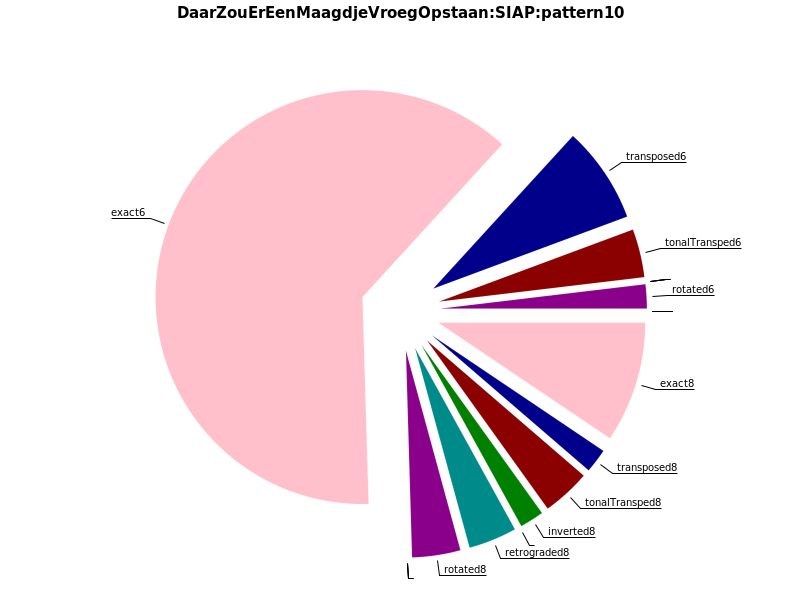 DaarZouErEenMaagdjeVroegOpstaan:SIAP:pattern10
transposed6
exact6
tonalTransped6
rotated6
exact8
transposed8
tonalTransped8
inverted8
retrograded8
rotated8